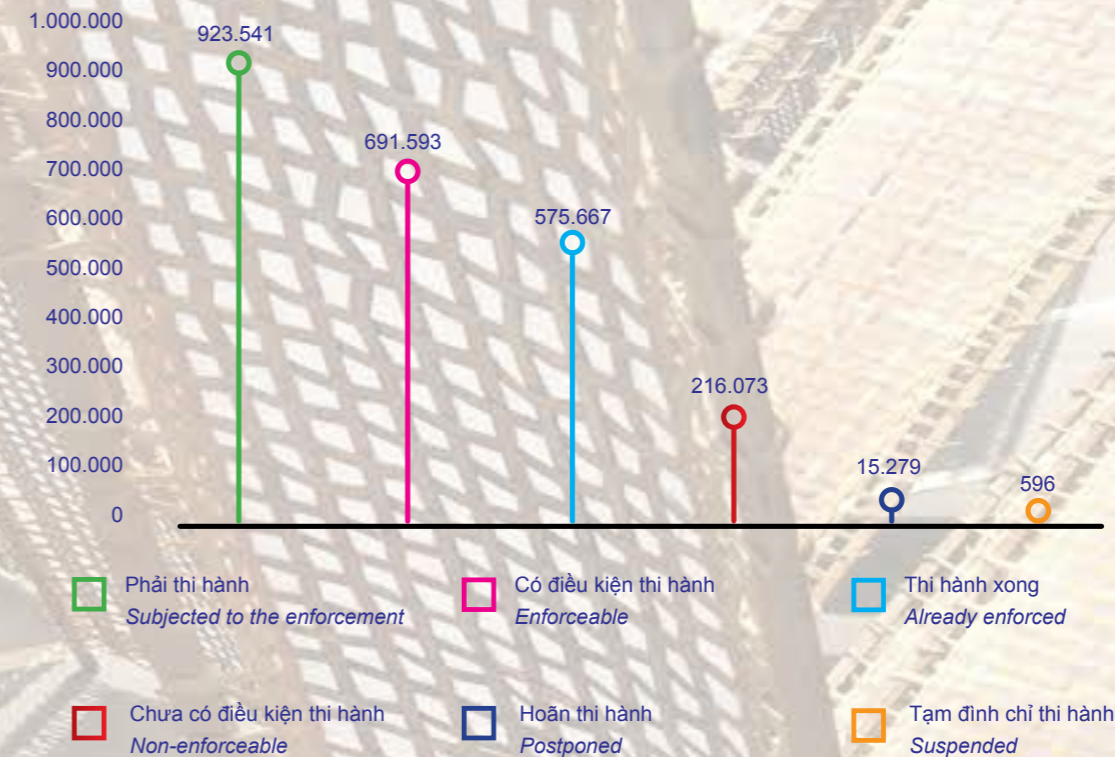 1.000.000
923.541
900.000
800.000
691.593
700.000
575.667
600.000
500.000
400.000
300.000
216.073
200.000
15.279
100.000
596
0
Phải thi hành
Subjected to the enforcement
Có điều kiện thi hành
Enforceable
Thi hành xong
Already enforced
Chưa có điều kiện thi hành
Non-enforceable
Hoãn thi hành
Postponed
Tạm đình chỉ thi hành
Suspended